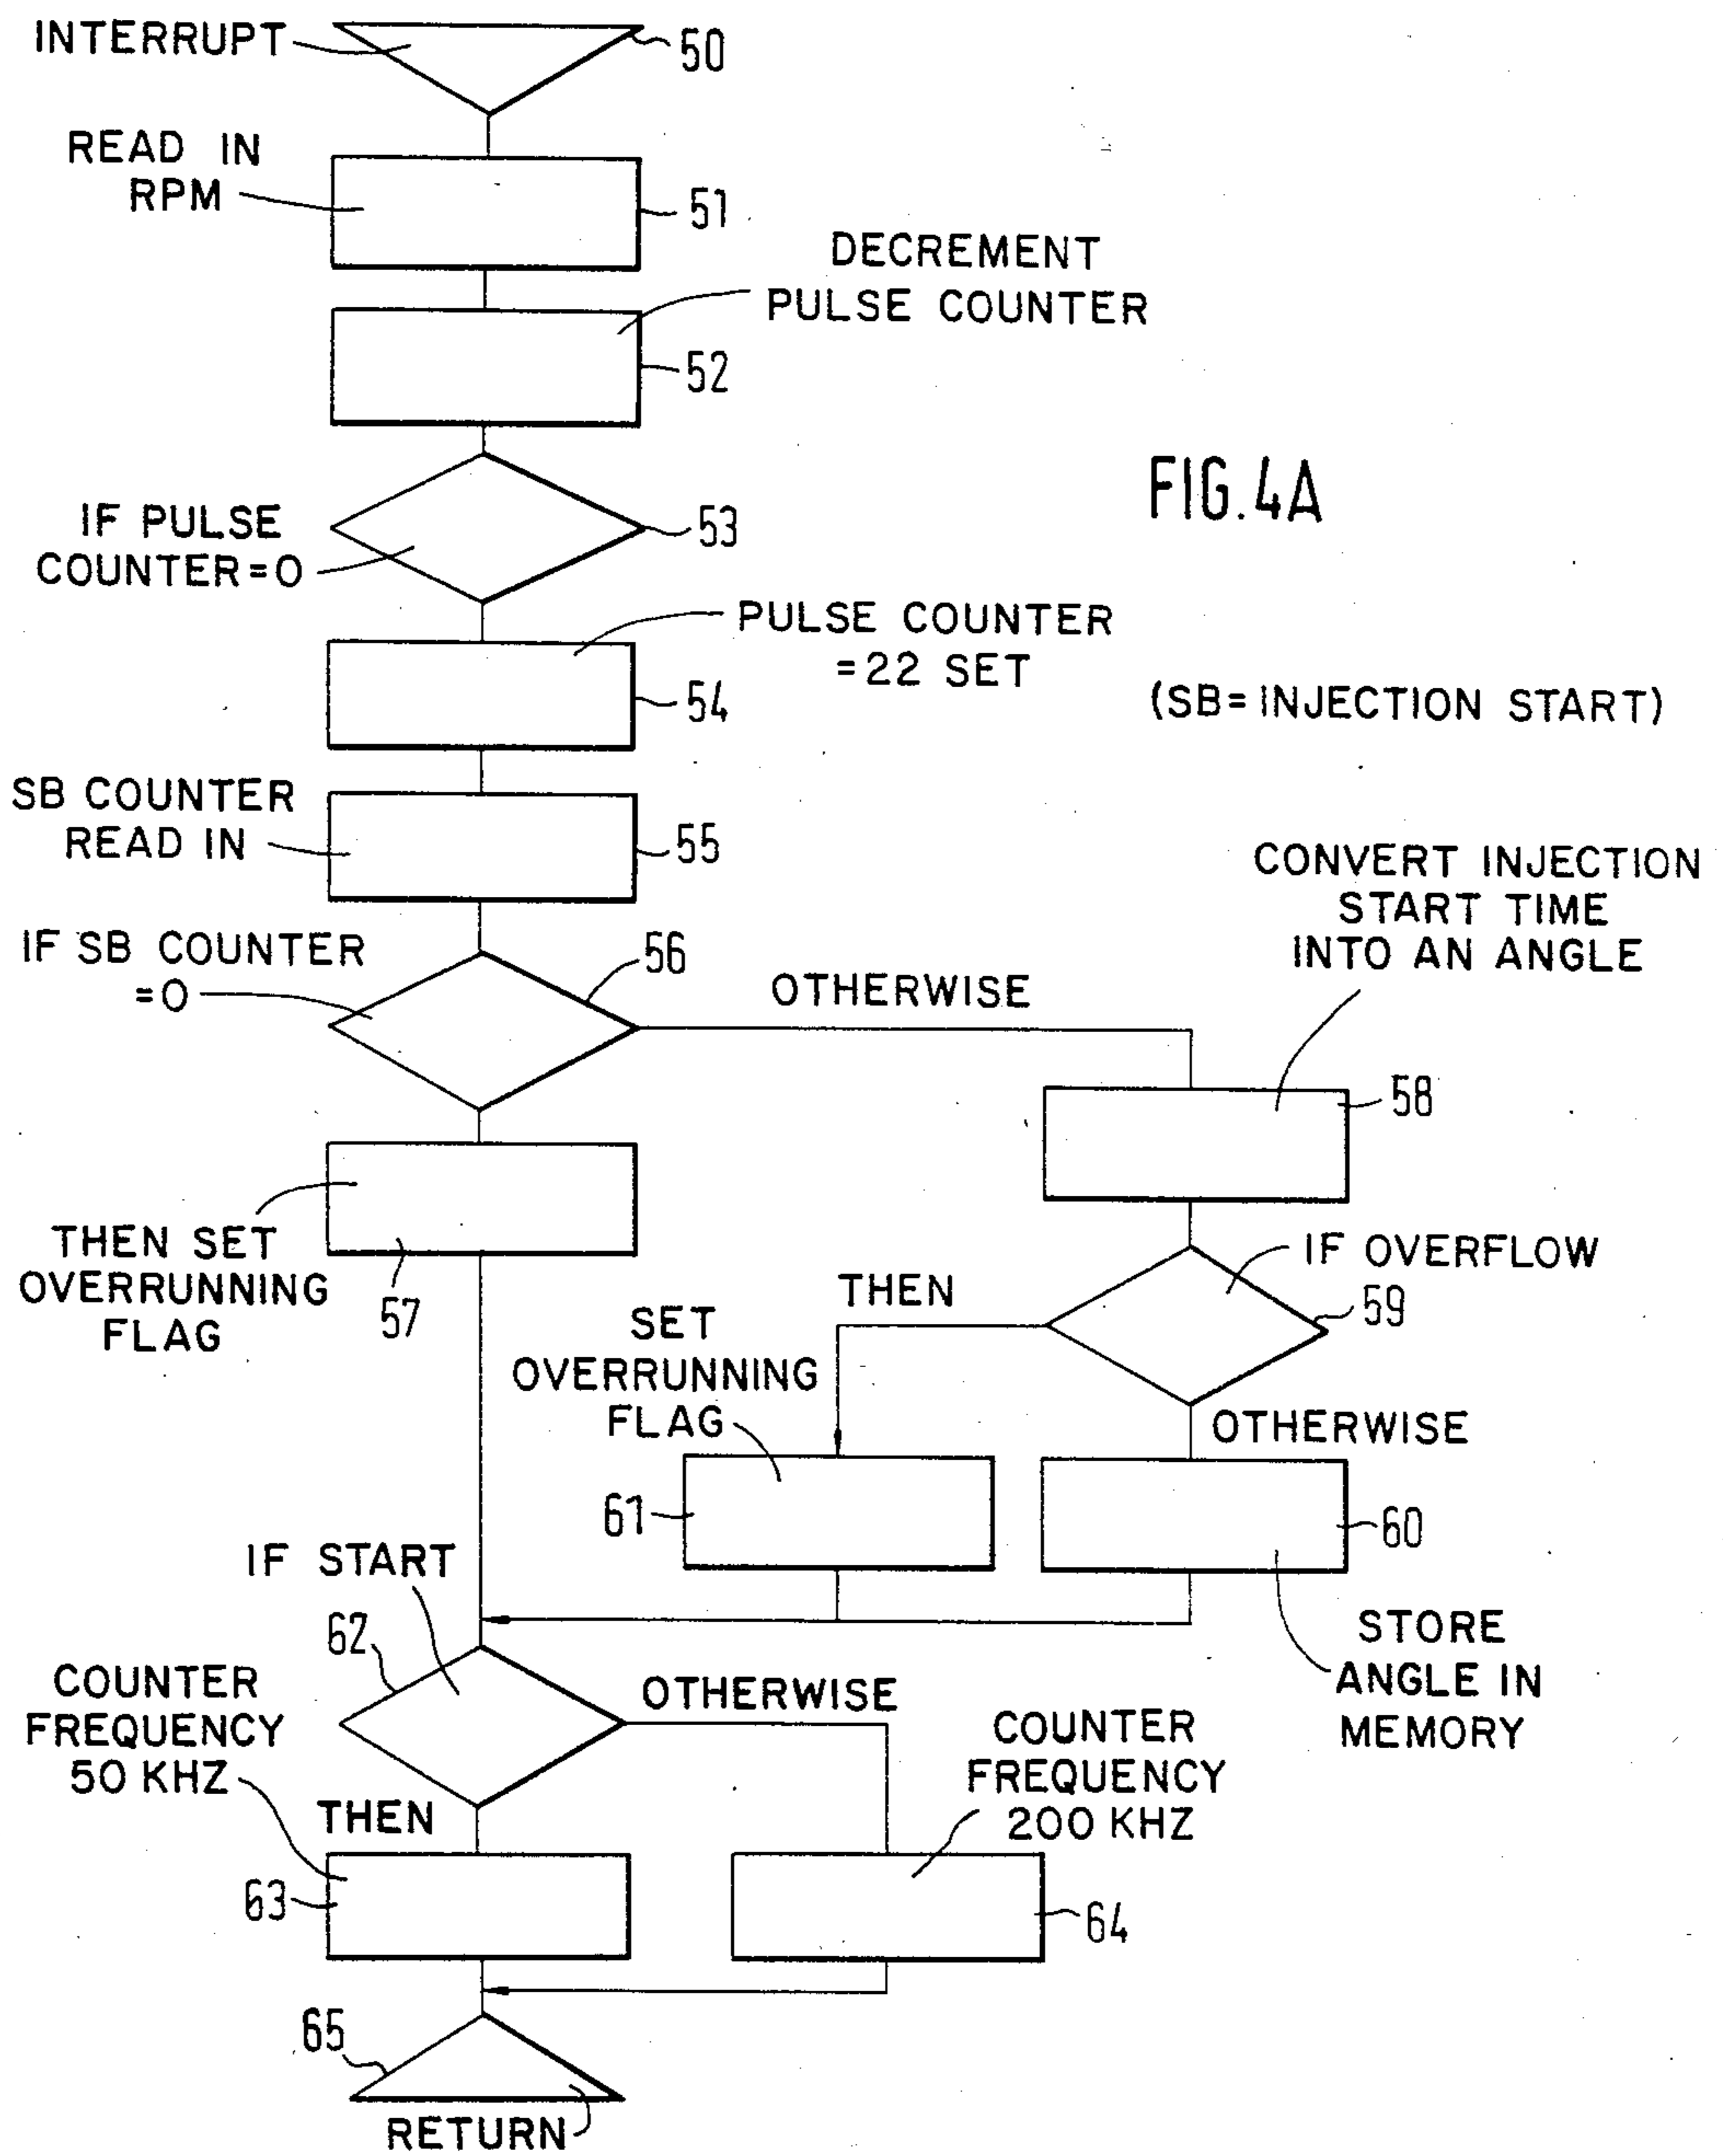 INTERRUPT
50
READ IN
RPM
51
DECREMENT
PULSE COUNTER
52
IF PULSE
COUNTER=0
53
FIG.4A
PULSE COUNTER
=22 SET
54
(SB=INJECTION START)
SB COUNTER
READ IN
55
CONVERT INJECTION
START TIME
INTO AN ANGLE
IF SB COUNTER
=0
56
OTHERWISE
58
THEN SET
OVERRUNNING
FLAG
57
IF OVERFLOW
59
THEN
SET
OVERRUNNING
FLAG
OTHERWISE
61
60
IF START
62
STORE
ANGLE IN
MEMORY
COUNTER
FREQUENCY
50 KHZ
OTHERWISE
COUNTER
FREQUENCY
200 KHZ
THEN
63
64
65
RETURN